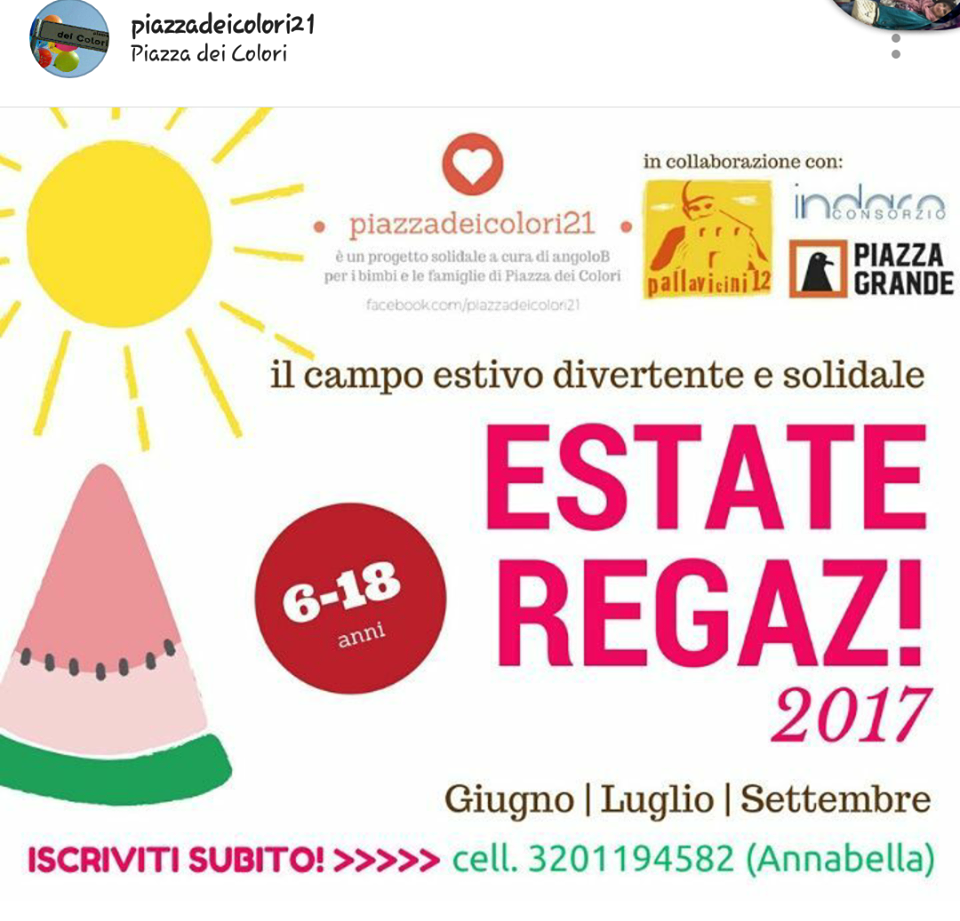 piazzadeicolori21
Piazza dei Colori
dei Colori
piazzadeicolori21
è un progetto solidale a cura di angoloB
per i bimbi e le famiglie di Piazza dei Colori
facebook.com/piazzadeicolori21
in collaborazione con:
pallavicini12
indaco
CONSORZIO
PIAZZA
GRANDE
il campo estivo divertente e solidale
ESTATE
REGAZ!
2017
6-18
anni
Giugno | Luglio | Settembre
ISCRIVITI SUBITO! >>>>> cell. 3201194582 (Annabella)